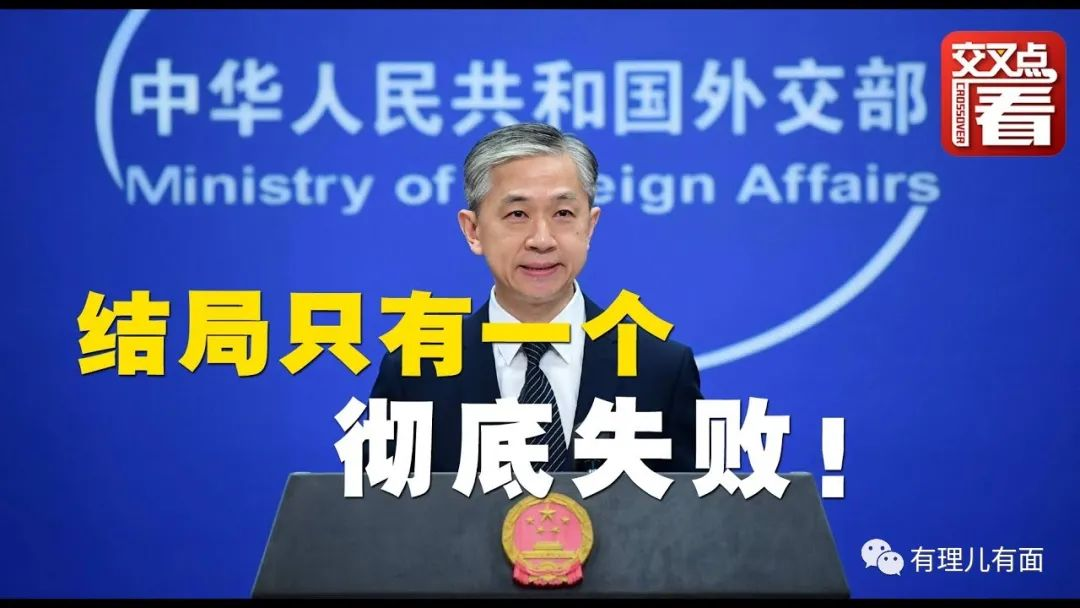 中华人民共和国外交部
Ministry of Foreign Affairs
交叉点
看
CROSSOVER
结局只有一个
彻底失败!
有理儿有面